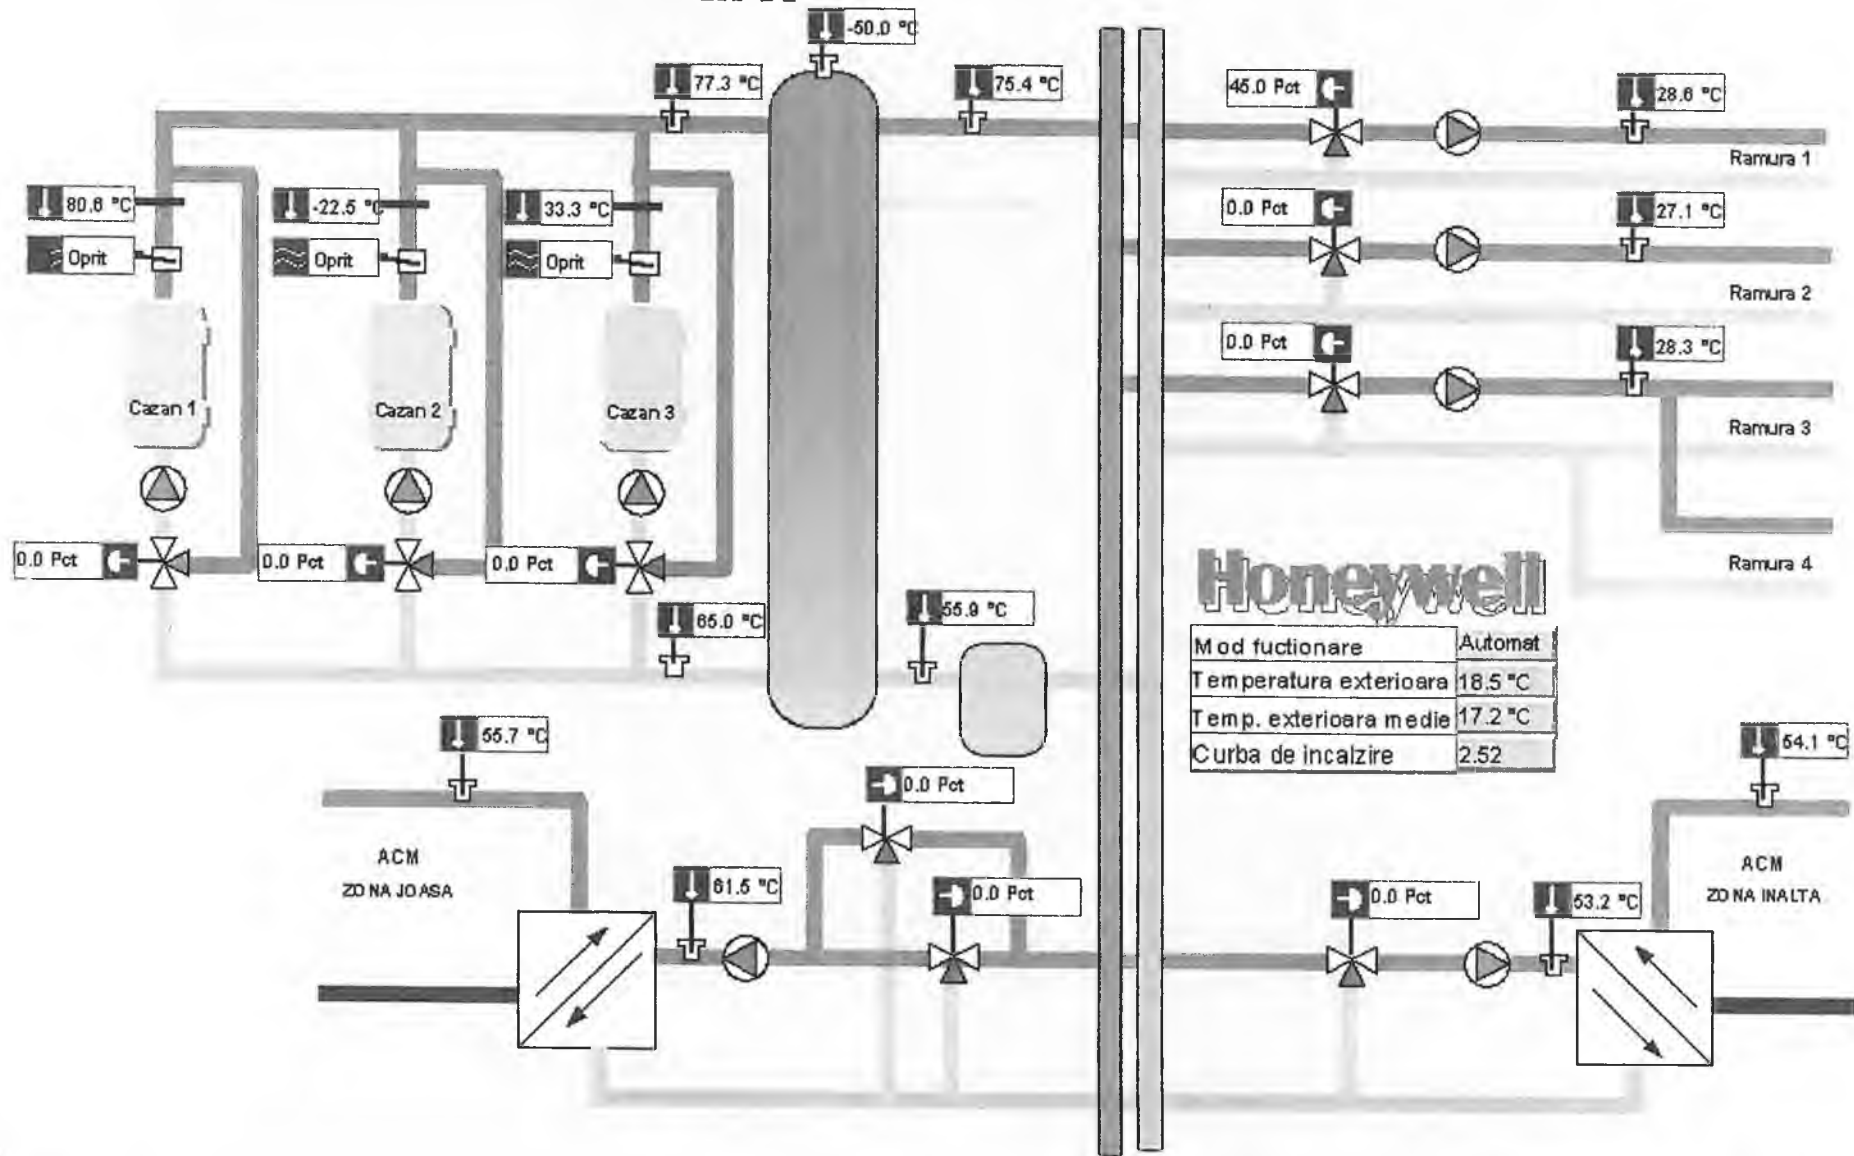 -50.0 °C
77.3 °C
75.4 °C
45.0 Pct
28.6 °C
Ramura 1
80.6 °C
-22.5 °C
33.3 °C
0.0 Pct
27.1 °C
Oprit
Oprit
Oprit
Ramura 2
0.0 Pct
28.3 °C
Cazan 1
Cazan 2
Cazan 3
Ramura 3
0.0 Pct
0.0 Pct
0.0 Pct
Ramura 4
Honeywell
65.0 °C
55.9 °C
Mod fuctionare Automat
Temperatura exterioara 18.5 °C
Temp. exterioara medie 17.2 °C
Curba de incalzire 2.52
55.7 °C
54.1 °C
0.0 Pct
ACM
ZONA JOASA
61.5 °C
0.0 Pct
0.0 Pct
53.2 °C
ACM
ZONA INALTA